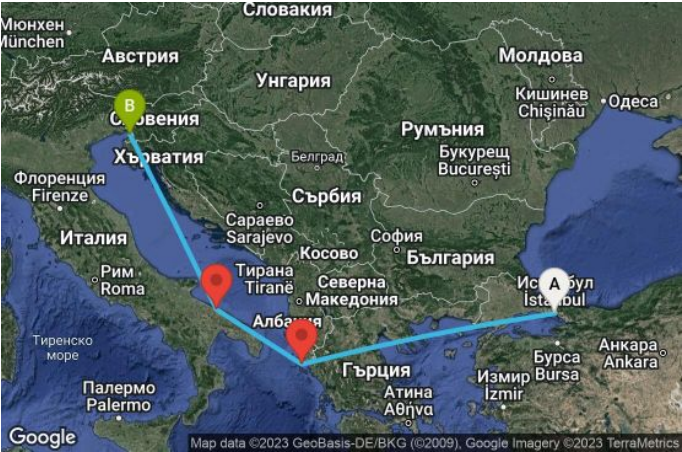 Словакия
Мюнхен
München
Австрия
Молдова
Унгария
Кишинев
Chișinău
Одеса
B
Словения
Румъния
Хърватия
Белград
Букурещ
București
Флоренция
Firenze
Сърбия
Сараево
Sarajevo
Италия
София
Косово
България
Рим
Roma
Тирана
Tiranë
Северна
Македония
A
Истанбул
İstanbul
Албания
Тиренско
море
Анкара
Ankara
Бурса
Bursa
Гърция
Измир
İzmir
Палермо
Palermo
Атина
Αθήνα
Google
Map data ©2023 GeoBasis-DE/BKG (©2009), Google Imagery ©2023 TerraMetrics